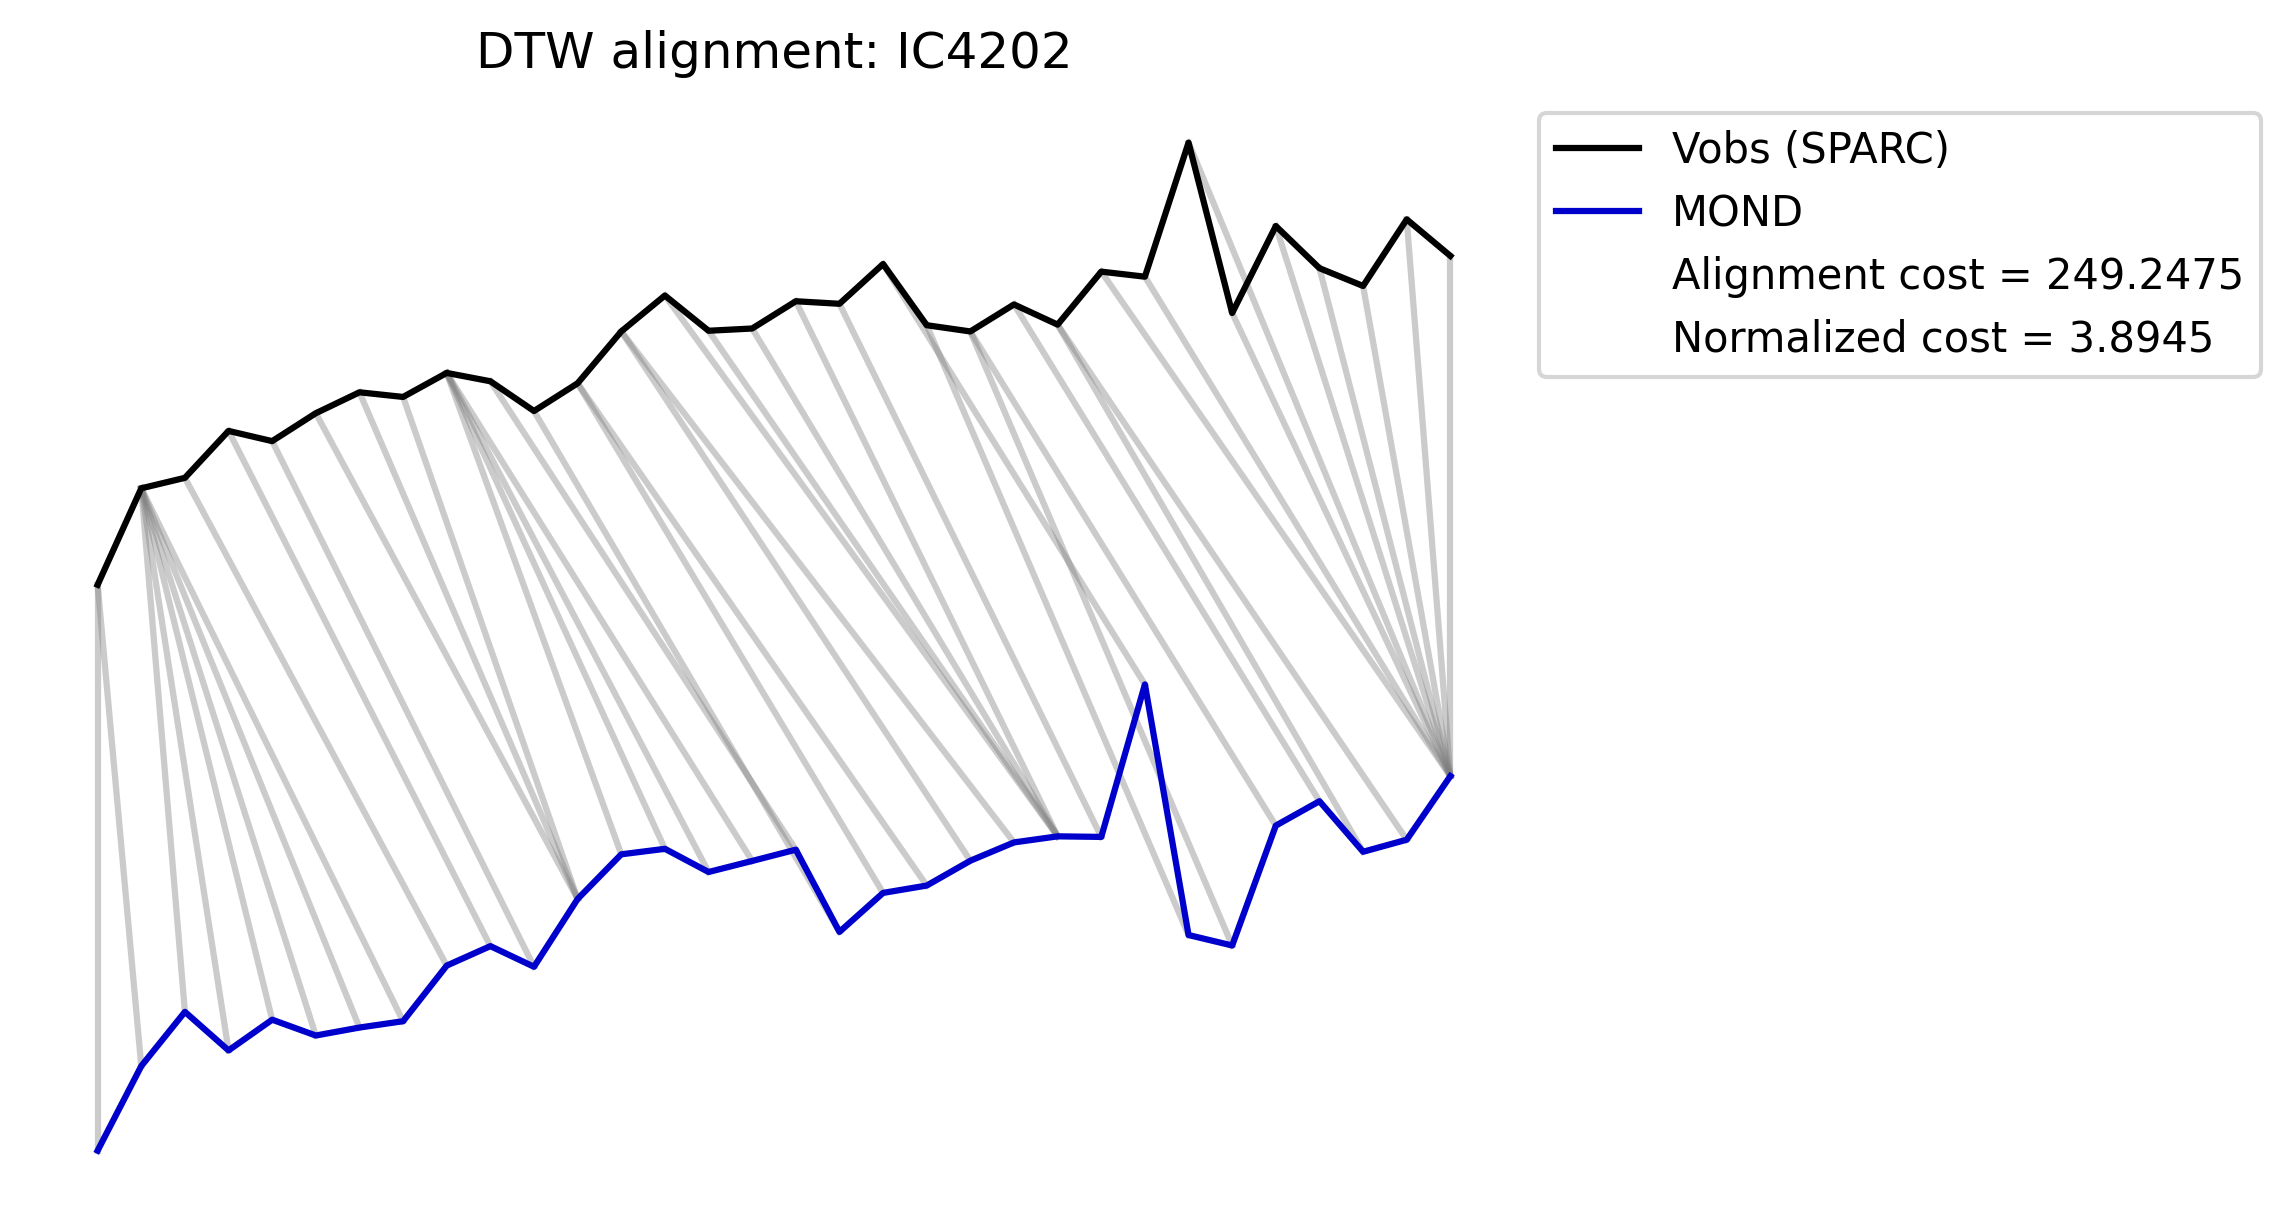 DTW alignment: IC4202
Vobs (SPARC)
MOND
Alignment cost = 249.2475
Normalized cost = 3.8945